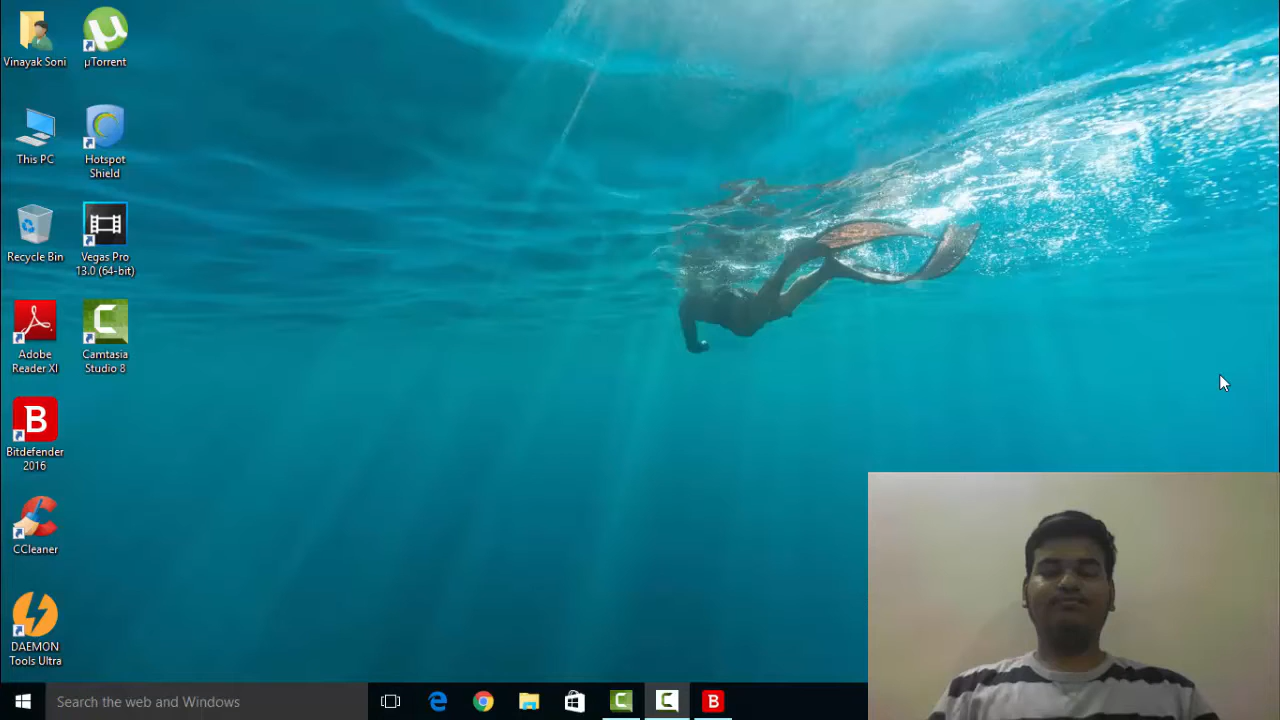 Vinayak Soni
µTorrent
This PC
Hotspot
Shield
Recycle Bin
Vegas Pro
13.0 (64-bit)
Adobe
Reader XI
Camtasia
Studio 8
B
Bitdefender
2016
CCleaner
DAEMON
Tools Ultra
Search the web and Windows
B